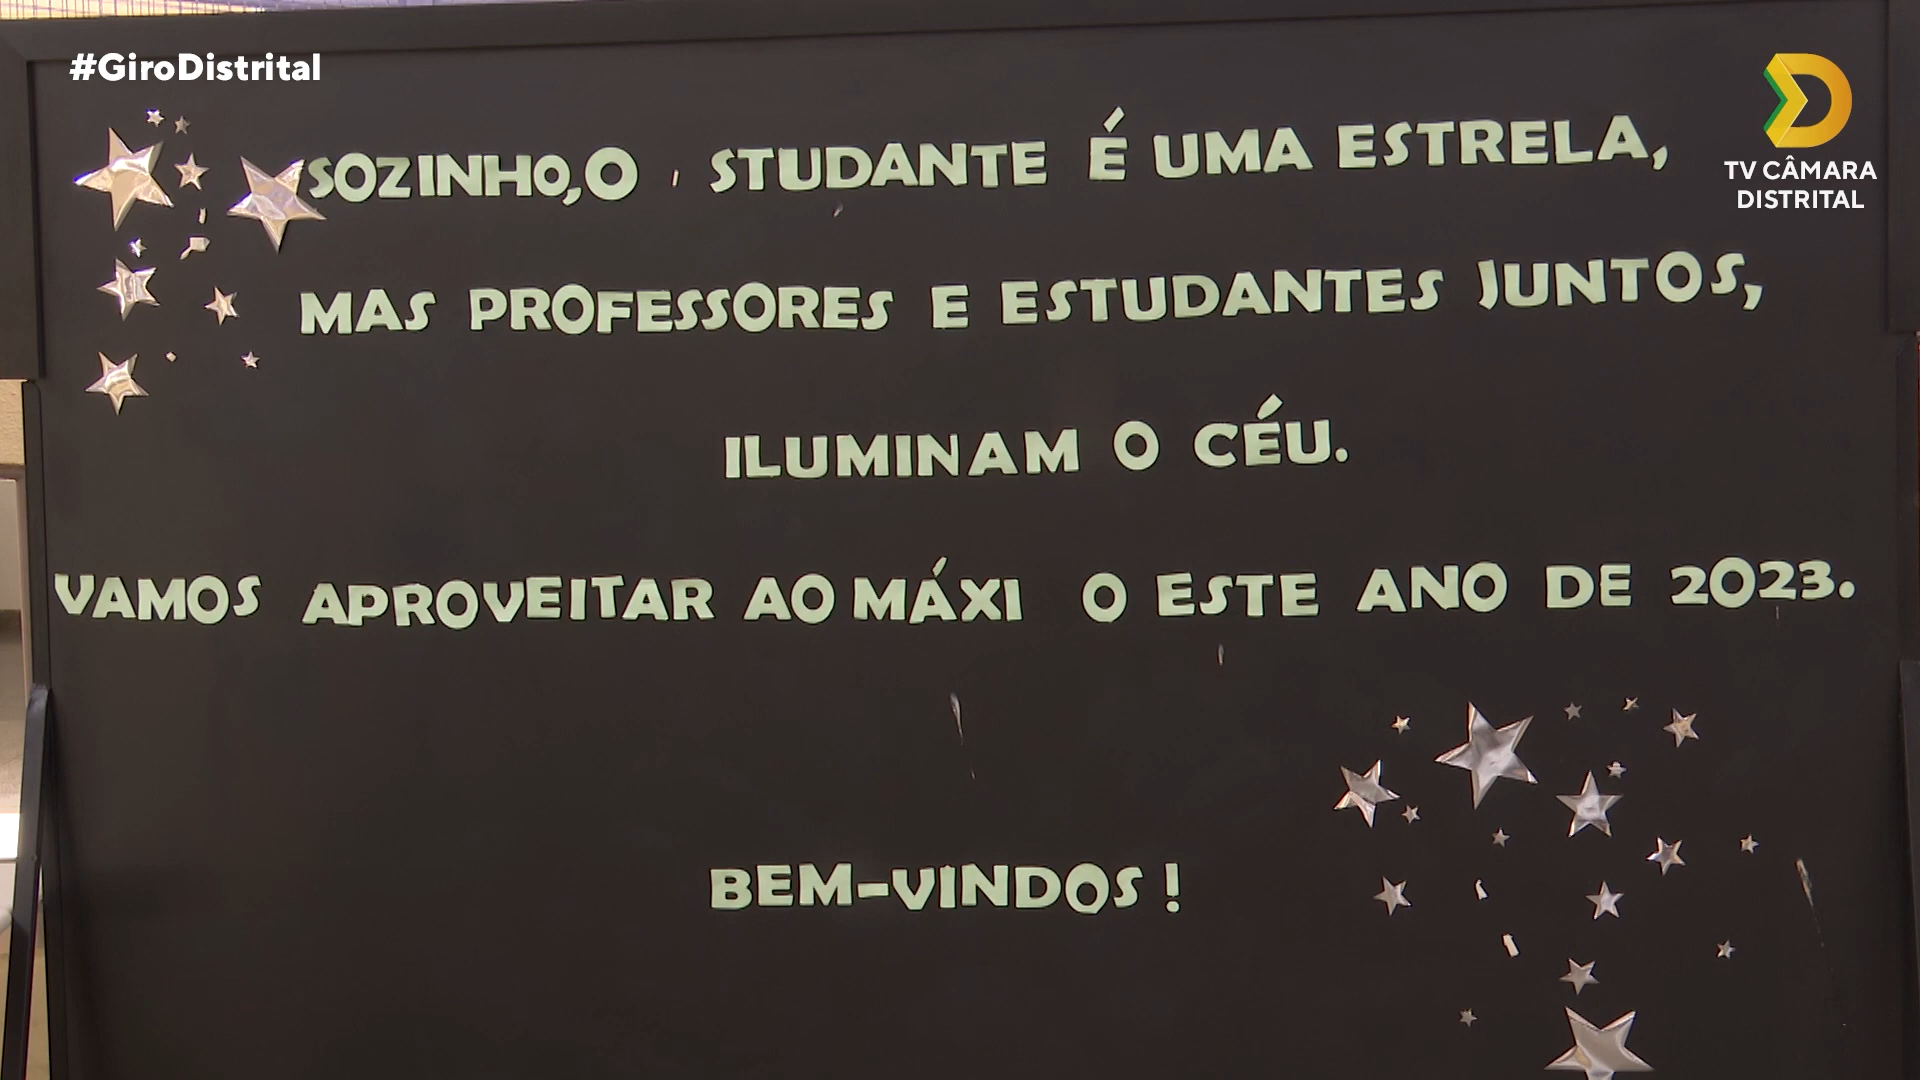 #GiroDistrital
TV CÂMARA
DISTRITAL
SOZINHO,O STUDANTE É UMA ESTRELA,
MAS PROFESSORES E ESTUDANTES JUNTOS,
ILUMINAM O CÉU.
VAMOS APROVEITAR AO MÁXI O ESTE ANO DE 2023.
BEM-VINDOS!